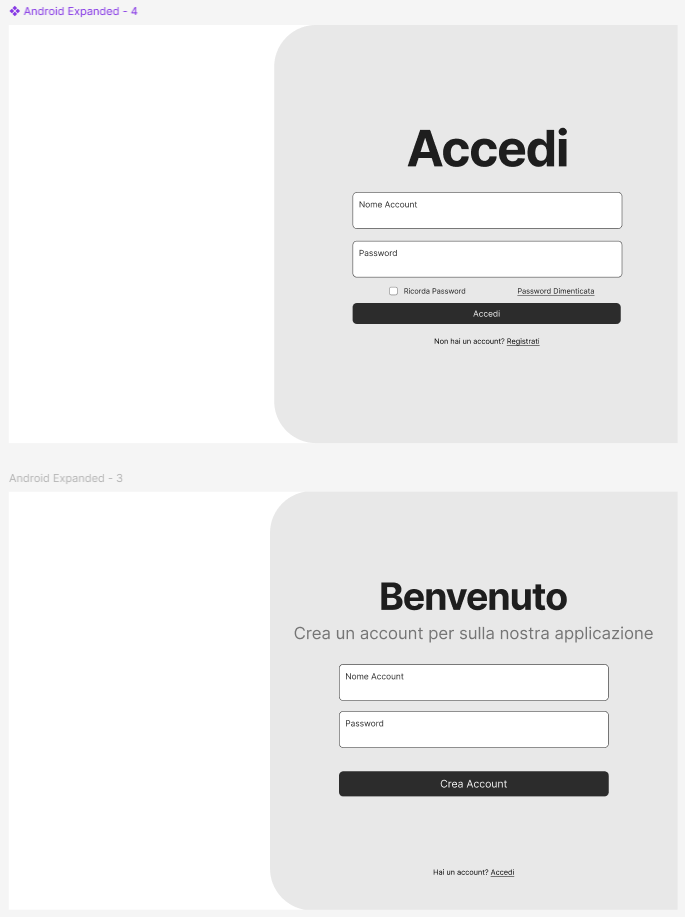 Android Expanded - 4
Accedi
Nome Account
Password
Ricorda Password Password Dimenticata
Accedi
Non hai un account? Registrati
Android Expanded - 3
Benvenuto
Crea un account per sulla nostra applicazione
Nome Account
Password
Crea Account
Hai un account? Accedi